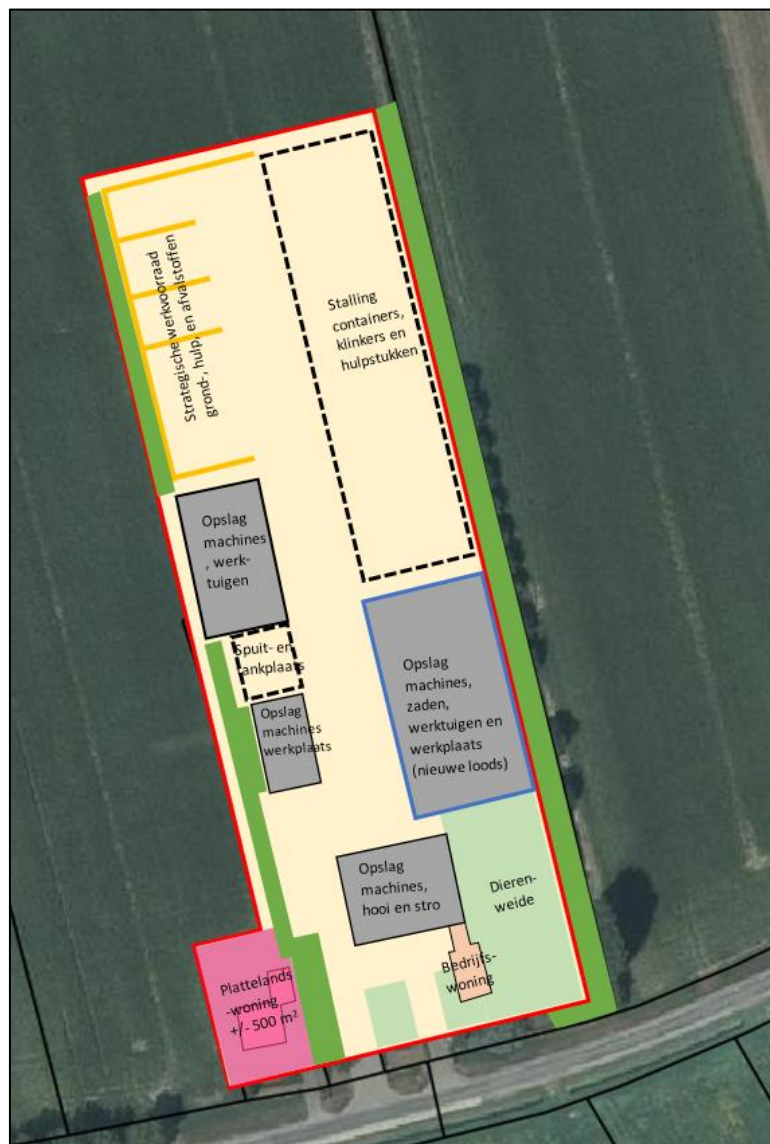 Strategische werkvoorraad
grond-, hulp, en afvalstoffen
Stalling
containers,
klinkers en
hulpstukken
Opslag
machines
, werk-
tuigen
Spuit- en
tankplaats
Opslag
machines
werkplaats
Opslag
machines,
zaden,
werktuigen en
werkplaats
(nieuwe loods)
Opslag
machines,
hooi en stro
Dieren-
weide
Bedrijfs-
woning
Plattelands
-woning
+/- 500 m²